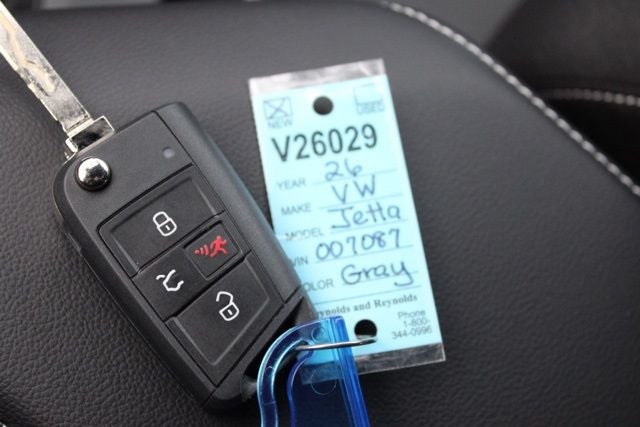 NEW USED
V26029
YEAR 26
MAKE VW
MODEL Jetta
VIN 007087
COLOR Gray
Reynolds and Reynolds
Phone
1-800-
344-0996